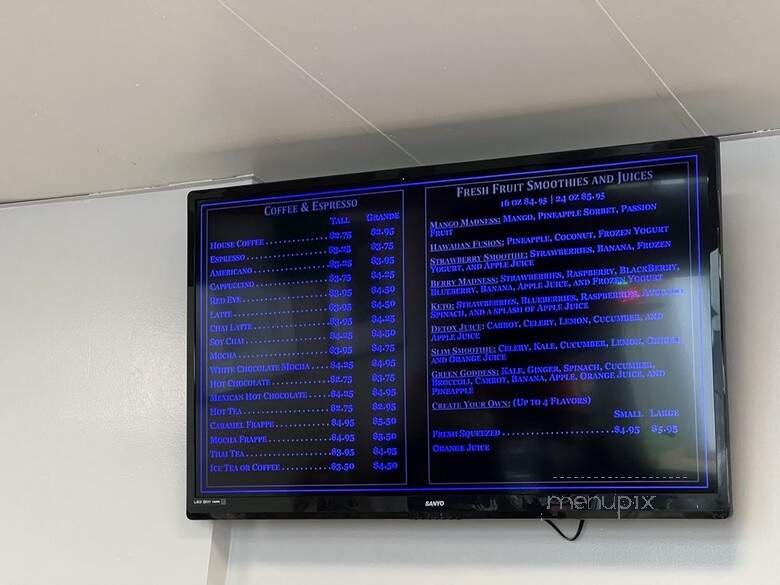 COFFEE & ESPRESSO
TALL GRANDE
HOUSE COFFEE $2.75 $2.95
ESPRESSO $3.25 $3.75
AMERICANO $3.25 $3.95
CAPPUCCINO $3.75 $4.25
RED EYE $3.95 $4.50
LATTE $3.95 $4.50
CHAI LATTE $3.95 $4.50
SOY CHAI $4.25
MOCHA $3.95 $4.75
WHITE CHOCOLATE MOCHA $4.25 $4.95
HOT CHOCOLATE $2.75 $3.75
MEXICAN HOT CHOCOLATE $4.25 $4.95
HOT TEA $2.75 $2.95
CARAMEL FRAPPE $4.95 $5.50
MOCHA FRAPPE $4.95 $5.50
THAI TEA $3.95 $4.95
ICE TEA OR COFFEE $3.50 $4.50
FRESH FRUIT SMOOTHIES AND JUICES
16 OZ $4.95 | 24 OZ $5.95
MANGO MADNESS: MANGO, PINEAPPLE SORBET, PASSION
FRUIT
HAWAIIAN FUSION: PINEAPPLE, COCONUT, FROZEN YOGURT
STRAWBERRY SMOOTHIE: STRAWBERRIES, BANANA, FROZEN
YOGURT, AND APPLE JUICE
BERRY MADNESS: STRAWBERRIES, RASPBERRY, BLACKBERRY,
BLUEBERRY, BANANA, APPLE JUICE, AND FROZEN YOGURT
KETO: STRAWBERRIES, BLUEBERRIES, RASPBERRIES, AVOCADO,
SPINACH, AND A SPLASH OF APPLE JUICE
DETOX JUICE: CARROT, CELERY, LEMON, CUCUMBER, AND
APPLE JUICE
SLIM SMOOTHIE: CELERY, KALE, CUCUMBER, LEMON, GINGER,
AND ORANGE JUICE
GREEN GODDESS: KALE, GINGER, SPINACH, CUCUMBER,
BROCCOLI, CARROT, BANANA, APPLE, ORANGE JUICE, AND
PINEAPPLE
CREATE YOUR OWN: (UP TO 4 FLAVORS)
SMALL LARGE
FRESH SQUEEZED $4.95 $5.95
ORANGE JUICE
SANYO
menupix